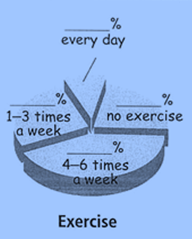 ______%
every day
______%
1–3 times
a week
______%
no exercise
______%
4–6 times
a week
Exercise